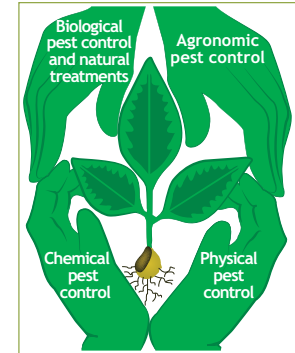 Biological
pest control
and natural
treatments
Agronomic
pest control
Chemical
pest
control
Physical
pest
control